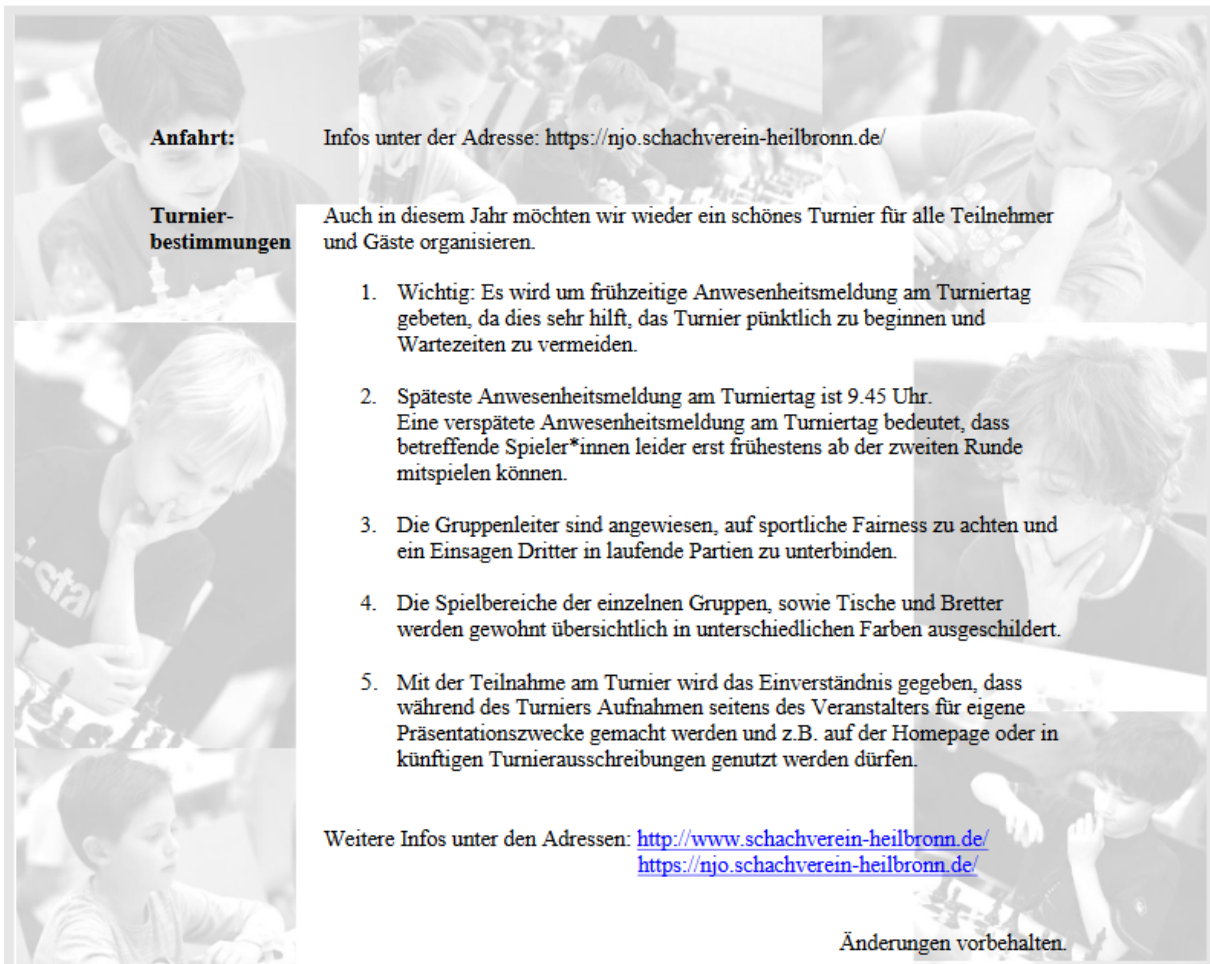 Anfahrt: Infos unter der Adresse: https://njo.schachverein-heilbronn.de/
Turnier- Auch in diesem Jahr möchten wir wieder ein schönes Turnier für alle Teilnehmer
bestimmungen und Gäste organisieren.
1. Wichtig: Es wird um frühzeitige Anwesenheitsmeldung am Turniertag
gebeten, da dies sehr hilft, das Turnier pünktlich zu beginnen und
Wartezeiten zu vermeiden.
2. Späteste Anwesenheitsmeldung am Turniertag ist 9.45 Uhr.
Eine verspätete Anwesenheitsmeldung am Turniertag bedeutet, dass
betreffende Spieler*innen leider erst frühestens ab der zweiten Runde
mitspielen können.
3. Die Gruppenleiter sind angewiesen, auf sportliche Fairness zu achten und
ein Einsagen Dritter in laufende Partien zu unterbinden.
4. Die Spielbereiche der einzelnen Gruppen, sowie Tische und Bretter
werden gewohnt übersichtlich in unterschiedlichen Farben ausgeschildert.
5. Mit der Teilnahme am Turnier wird das Einverständnis gegeben, dass
während des Turniers Aufnahmen seitens des Veranstalters für eigene
Präsentationszwecke gemacht werden und z.B. auf der Homepage oder in
künftigen Turnierausschreibungen genutzt werden dürfen.
Weitere Infos unter den Adressen: http://www.schachverein-heilbronn.de/
https://njo.schachverein-heilbronn.de/
Änderungen vorbehalten.